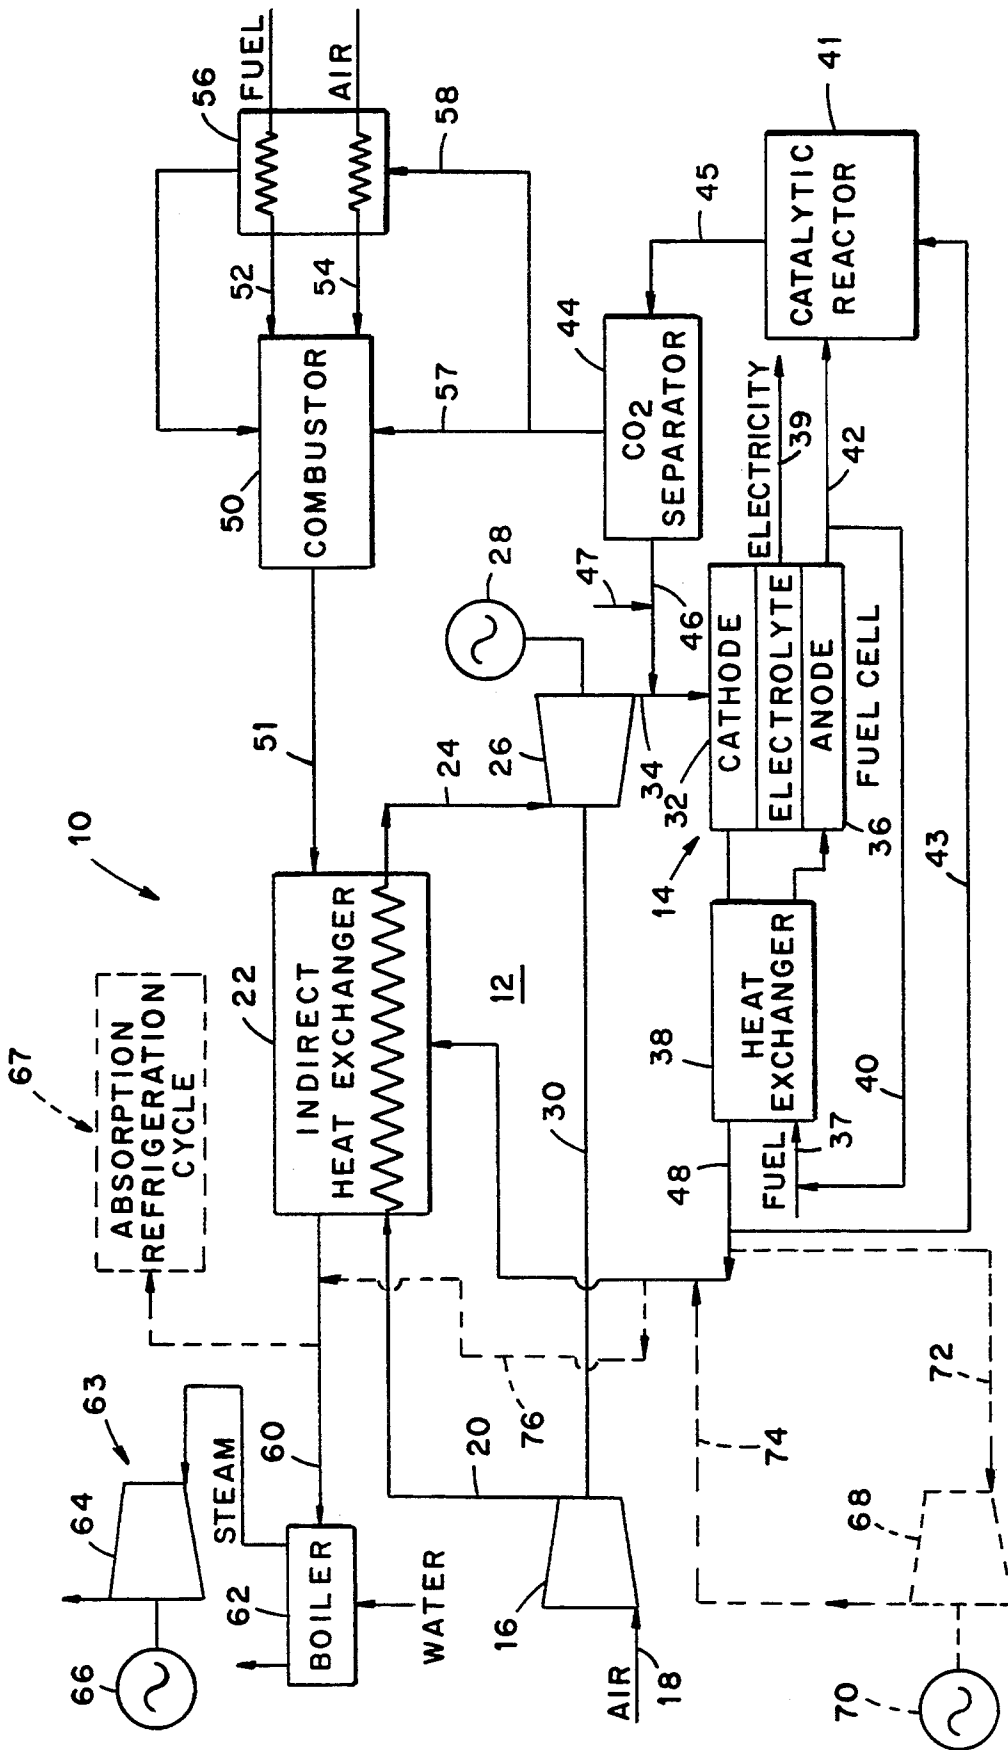 10
67
ABSORPTION
REFRIGERATION
CYCLE
63
64
66
STEAM
62
BOILER
WATER
60
76
20
16
AIR
18
22
INDIRECT
HEAT EXCHANGER
51
50
COMBUSTOR
52
54
56
FUEL
AIR
58
57
12
24
26
28
30
34
47
46
44
CO2
SEPARATOR
45
41
CATALYTIC
REACTOR
14
32
CATHODE
ELECTROLYTE
ANODE
36
FUEL CELL
ELECTRICITY
39
42
38
HEAT
EXCHANGER
48
FUEL
37
40
43
74
72
68
70